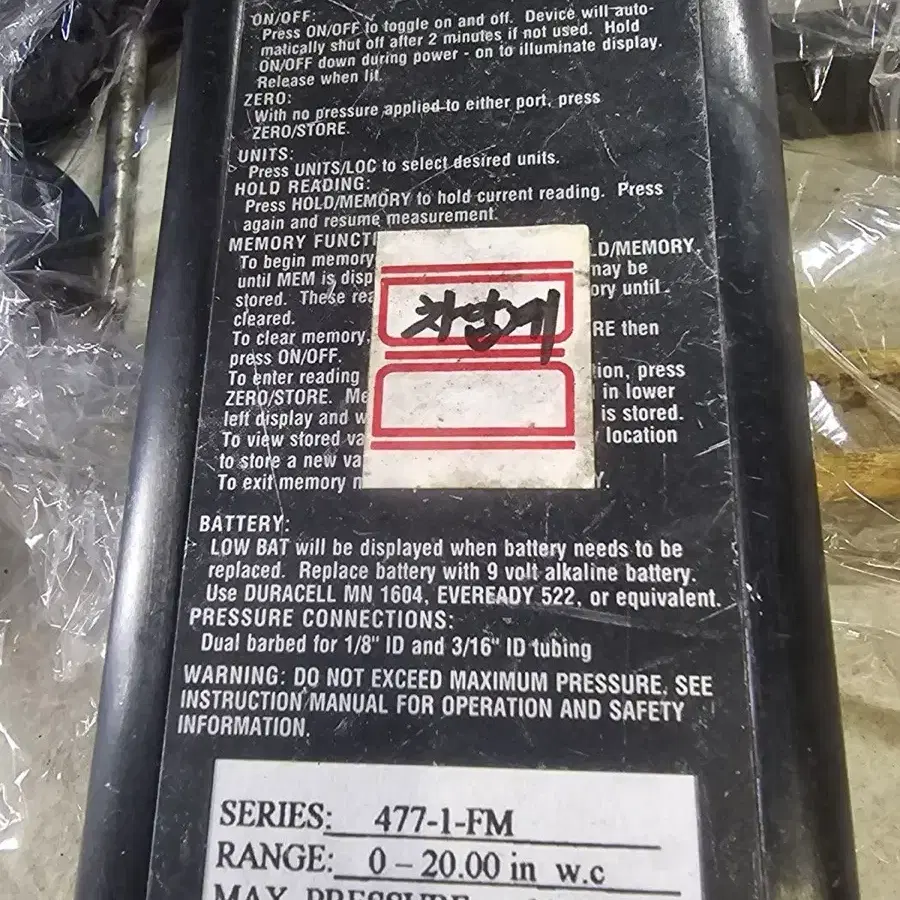 ON/OFF:
Press ON/OFF to toggle on and off. Device will auto-
matically shut off after 2 minutes if not used. Hold
ON/OFF down during power - on to illuminate display.
Release when lit.
ZERO:
With no pressure applied to either port, press
ZERO/STORE.
UNITS:
Press UNITS/LOC to select desired units.
HOLD READING:
Press HOLD/MEMORY to hold current reading. Press
again and resume measurement.
MEMORY FUNCTI
To begin memory LD/MEMORY,
until MEM is disp may be
stored. These rea ory until
cleared.
To clear memory, RE then
press ON/OFF.
To enter reading ion, press
ZERO/STORE. Me in lower
left display and w is stored.
To view stored va location
to store a new va
To exit memory m y.
차압계
BATTERY:
LOW BAT will be displayed when battery needs to be
replaced. Replace battery with 9 volt alkaline battery.
Use DURACELL MN 1604, EVEREADY 522, or equivalent.
PRESSURE CONNECTIONS:
Dual barbed for 1/8" ID and 3/16" ID tubing
WARNING: DO NOT EXCEED MAXIMUM PRESSURE. SEE
INSTRUCTION MANUAL FOR OPERATION AND SAFETY
INFORMATION.
SERIES: 477-1-FM
RANGE: 0 – 20.00 in w.c
MAX PRESSURE